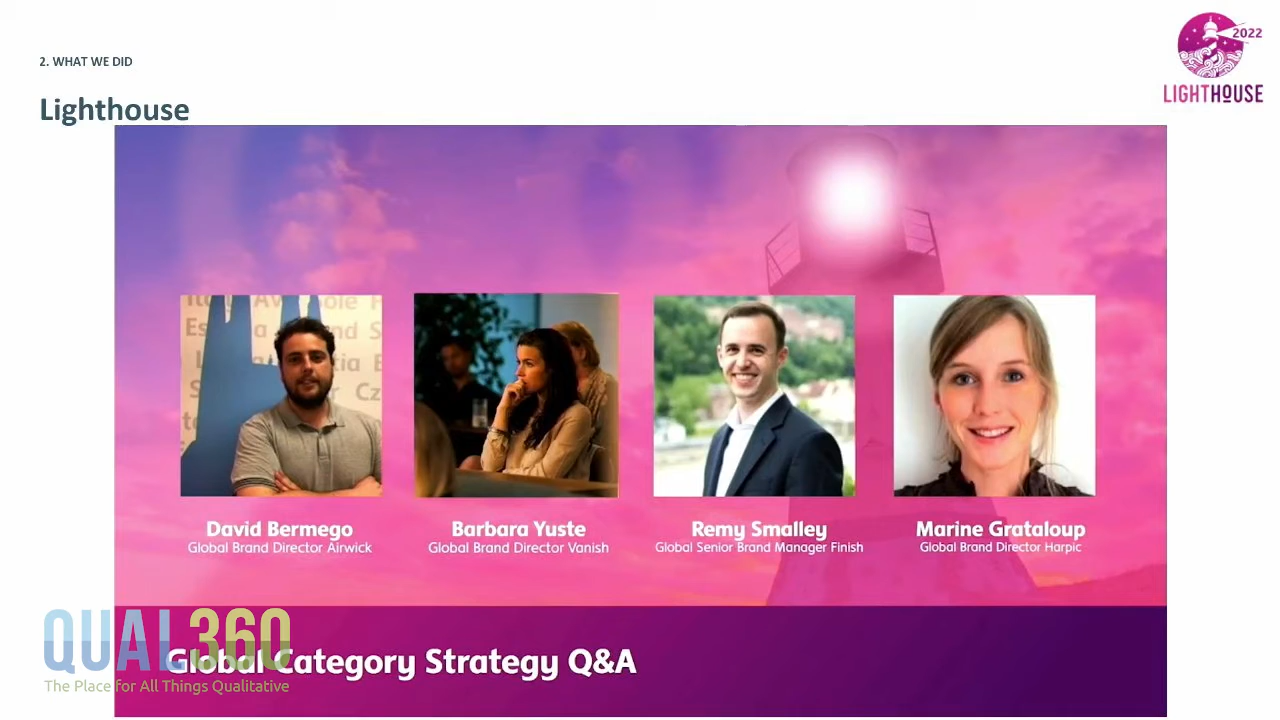 2022
LIGHTHOUSE
2. WHAT WE DID
Lighthouse
David Bermego
Global Brand Director Airwick
Barbara Yuste
Global Brand Director Vanish
Remy Smalley
Global Senior Brand Manager Finish
Marine Grataloup
Global Brand Director Harpic
QUAL360
The Place for All Things Qualitative
Global Category Strategy Q&A